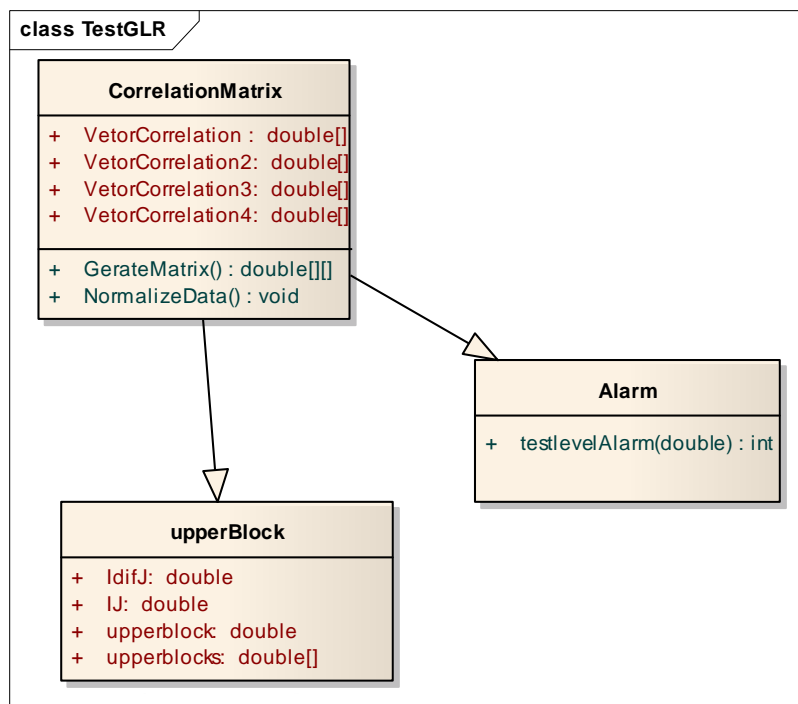 class TestGLR
CorrelationMatrix
+ VetorCorrelation : double[]
+ VetorCorrelation2: double[]
+ VetorCorrelation3: double[]
+ VetorCorrelation4: double[]
+ GerateMatrix() : double[][]
+ NormalizeData() : void
Alarm
+ testlevelAlarm(double) : int
upperBlock
+ IdifJ: double
+ IJ: double
+ upperblock: double
+ upperblocks: double[]